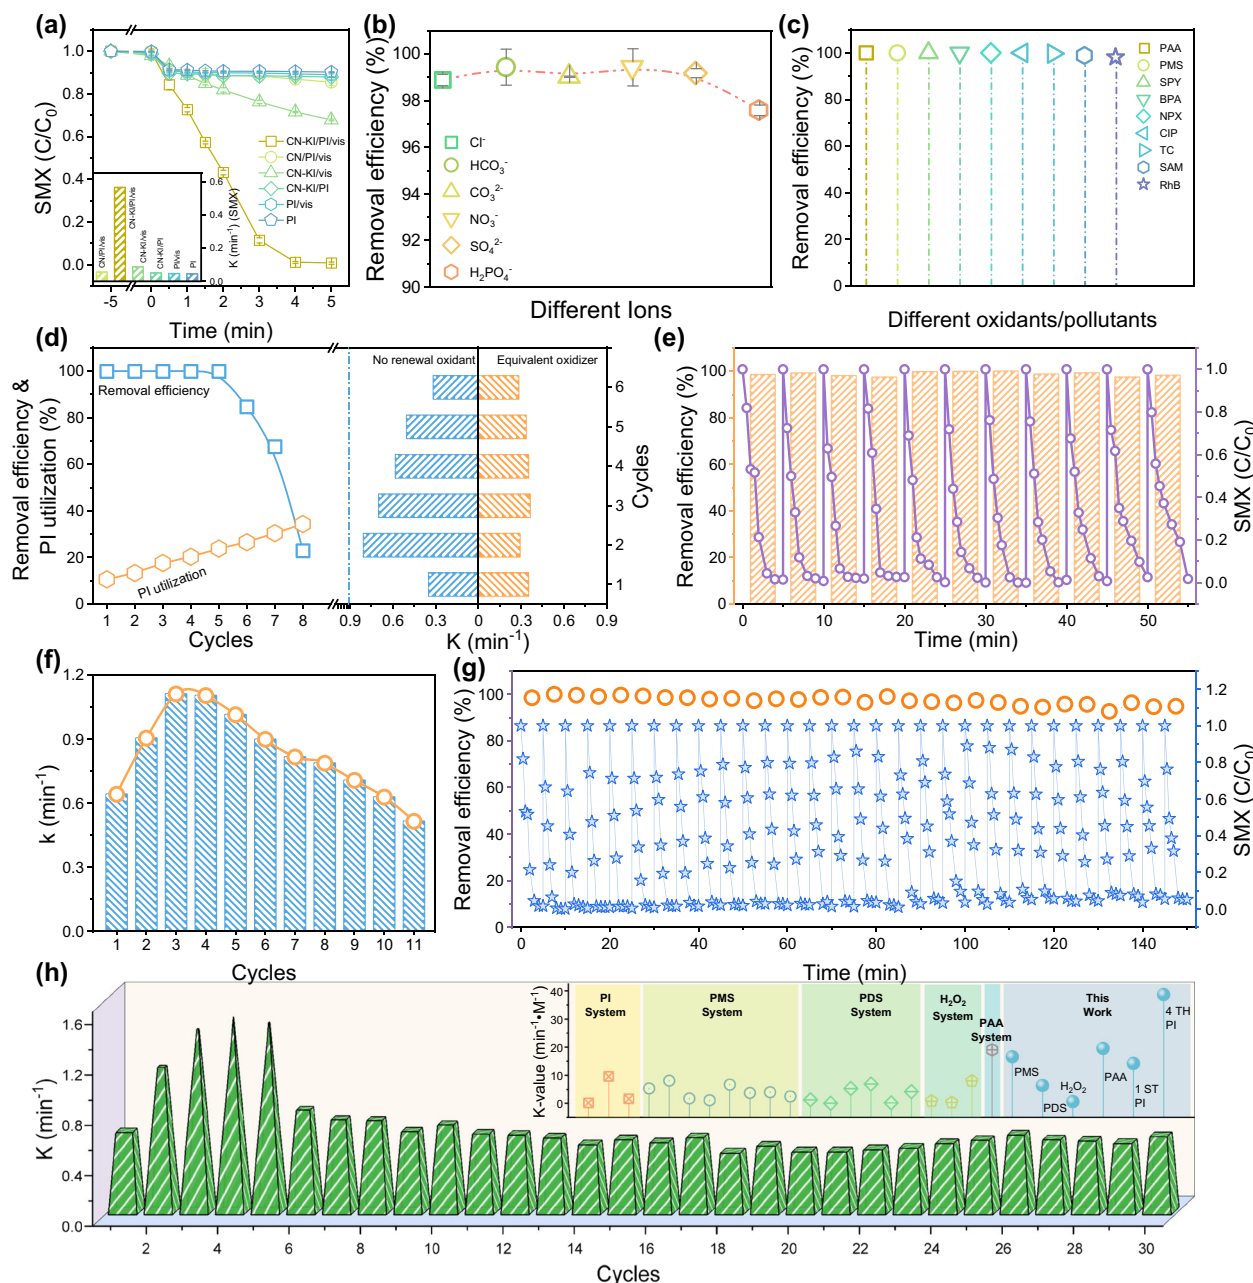 (a)
SMX (C/C₀)
1.0
0.8
0.6
0.4
0.2
0.0
-5 0 1 2 3 4 5
Time (min)
CN-KI/PI/vis
CN/PI/vis
CN-KI/vis
CN-KI/PI
PI/vis
PI
CN/PI/vis
CN-KI/PI/vis
CN-KI/vis
CN-KI/PI
PI/vis
PI
0.6
0.4
0.2
0.0
K (min⁻¹) (SMX)
(b)
Removal efficiency (%)
100
98
96
94
92
90
Cl⁻
HCO₃⁻
CO₃²⁻
NO₃⁻
SO₄²⁻
H₂PO₄⁻
Different Ions
(c)
Removal efficiency (%)
100
80
60
40
20
0
PAA
PMS
SPY
BPA
NPX
CIP
TC
SAM
RhB
Different oxidants/pollutants
(d)
Removal efficiency &
PI utilization (%)
100
80
60
40
20
0
Removal efficiency
PI utilization
1 2 3 4 5 6 7 8
Cycles
No renewal oxidant
Equivalent oxidizer
0.9 0.6 0.3 0 0.3 0.6 0.9
K (min⁻¹)
6
5
4
3
2
1
Cycles
(e)
Removal efficiency (%)
100
80
60
40
20
0
0 10 20 30 40 50
Time (min)
1.0
0.8
0.6
0.4
0.2
0.0
SMX (C/C₀)
(f)
k (min⁻¹)
1.2
0.9
0.6
0.3
0.0
1 2 3 4 5 6 7 8 9 10 11
Cycles
(g)
Removal efficiency (%)
100
80
60
40
20
0
0 20 40 60 80 100 120 140
Time (min)
1.2
1.0
0.8
0.6
0.4
0.2
0.0
SMX (C/C₀)
(h)
K (min⁻¹)
1.6
1.2
0.8
0.4
0.0
2 4 6 8 10 12 14 16 18 20 22 24 26 28 30
Cycles
K-value (min⁻¹•M⁻¹)
40
30
20
10
0
PI
System
PMS
System
PDS
System
H₂O₂
System
PAA
System
This
Work
PMS
PDS
H₂O₂
PAA
1 ST
PI
4 TH
PI